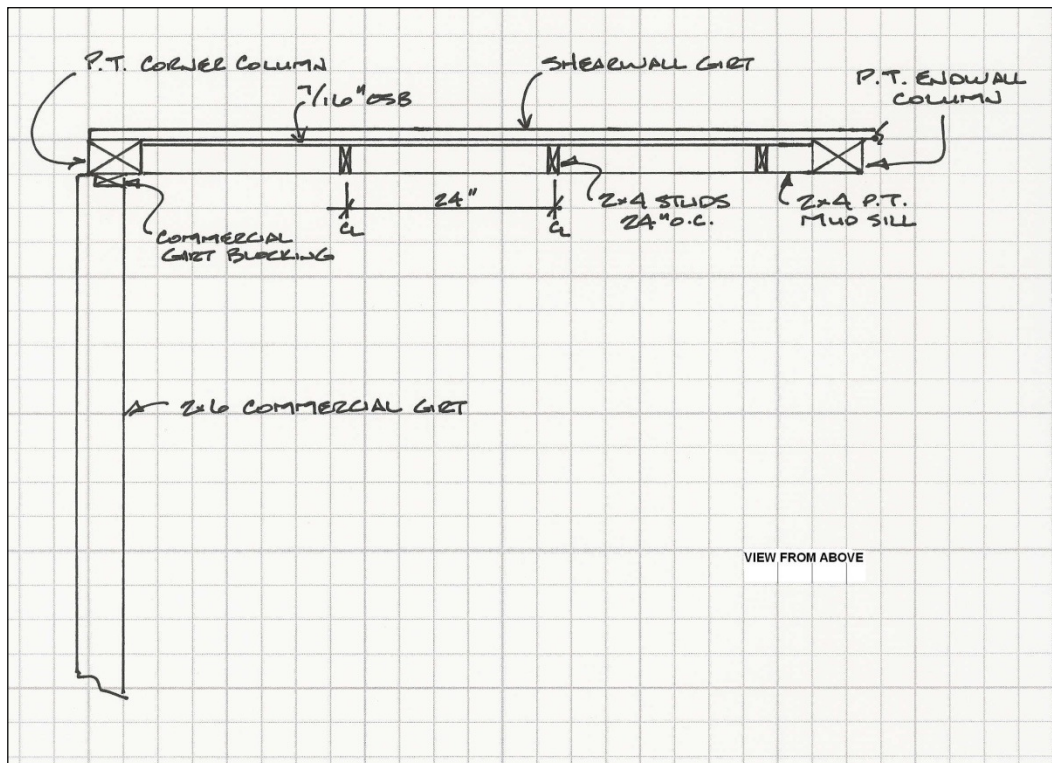 P.T. CORNER COLUMN
7/16" OSB
SHEARWALL GIRT
P.T. ENDWALL
COLUMN
24"
CL
CL
2x4 STUDS
24" O.C.
2x4 P.T.
MUD SILL
COMMERCIAL
GIRT BLOCKING
2x6 COMMERCIAL GIRT
VIEW FROM ABOVE